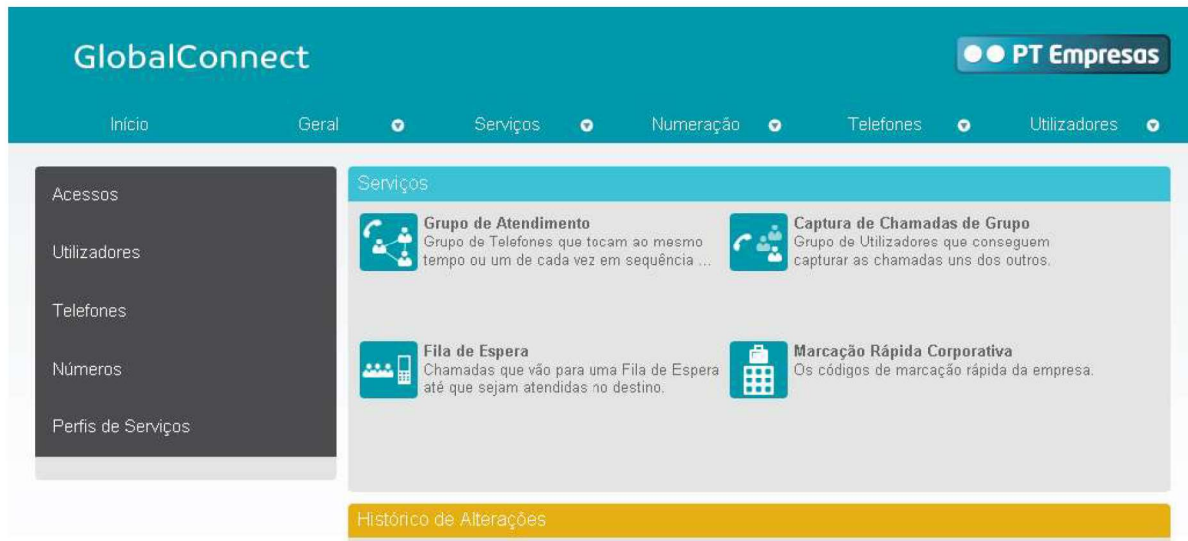 GlobalConnect
PT Empresas
Início Geral Serviços Numeração Telefones Utilizadores
Acessos
Utilizadores
Telefones
Números
Perfis de Serviços
Serviços
Grupo de Atendimento
Grupo de Telefones que tocam ao mesmo
tempo ou um de cada vez em sequência ...
Captura de Chamadas de Grupo
Grupo de Utilizadores que conseguem
capturar as chamadas uns dos outros.
Fila de Espera
Chamadas que vão para uma Fila de Espera
até que sejam atendidas no destino.
Marcação Rápida Corporativa
Os códigos de marcação rápida da empresa.
Histórico de Alterações